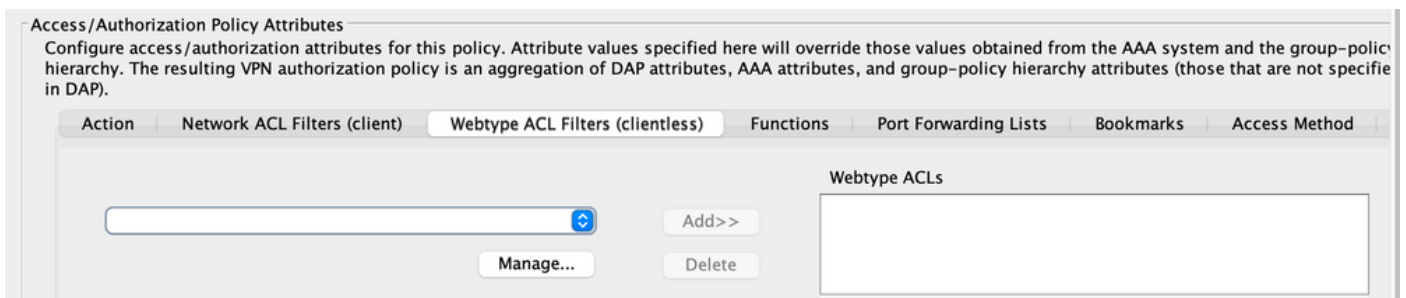 Access/Authorization Policy Attributes
Configure access/authorization attributes for this policy. Attribute values specified here will override those values obtained from the AAA system and the group-policy
hierarchy. The resulting VPN authorization policy is an aggregation of DAP attributes, AAA attributes, and group-policy hierarchy attributes (those that are not specifie
in DAP).
Action Network ACL Filters (client) Webtype ACL Filters (clientless) Functions Port Forwarding Lists Bookmarks Access Method
Webtype ACLs
Add>>
Manage... Delete